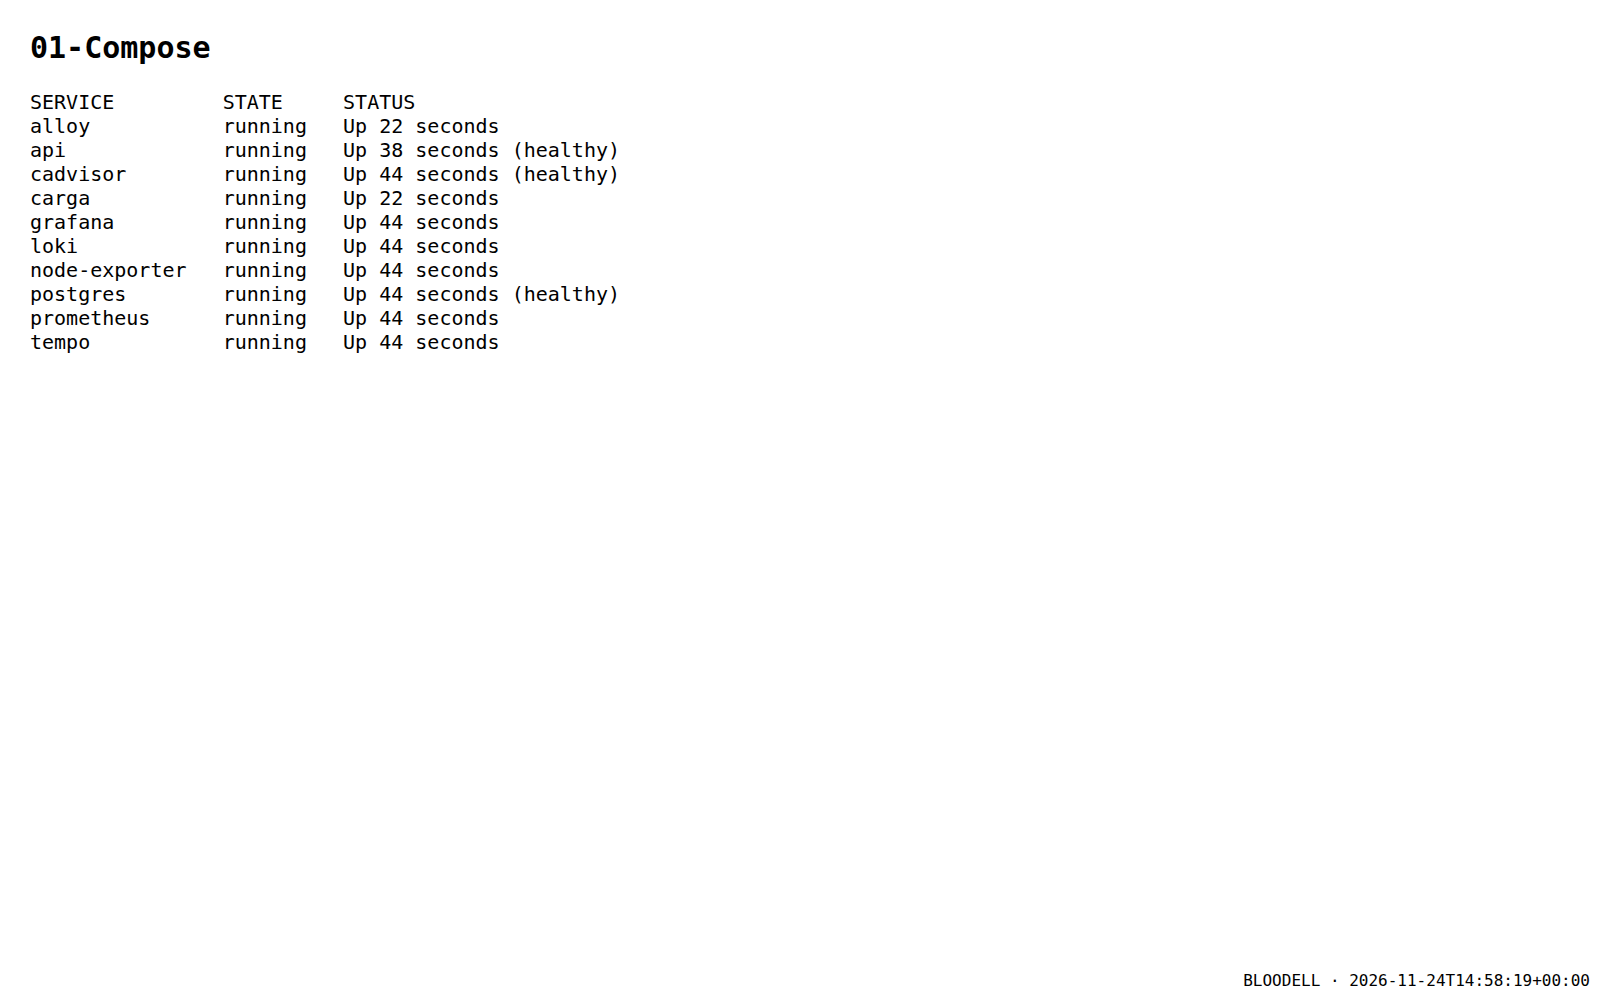 01-Compose
SERVICE         STATE     STATUS
alloy           running   Up 22 seconds
api             running   Up 38 seconds (healthy)
cadvisor        running   Up 44 seconds (healthy)
carga           running   Up 22 seconds
grafana         running   Up 44 seconds
loki            running   Up 44 seconds
node-exporter   running   Up 44 seconds
postgres        running   Up 44 seconds (healthy)
prometheus      running   Up 44 seconds
tempo           running   Up 44 seconds
BLOODELL · 2026-11-24T14:58:19+00:00